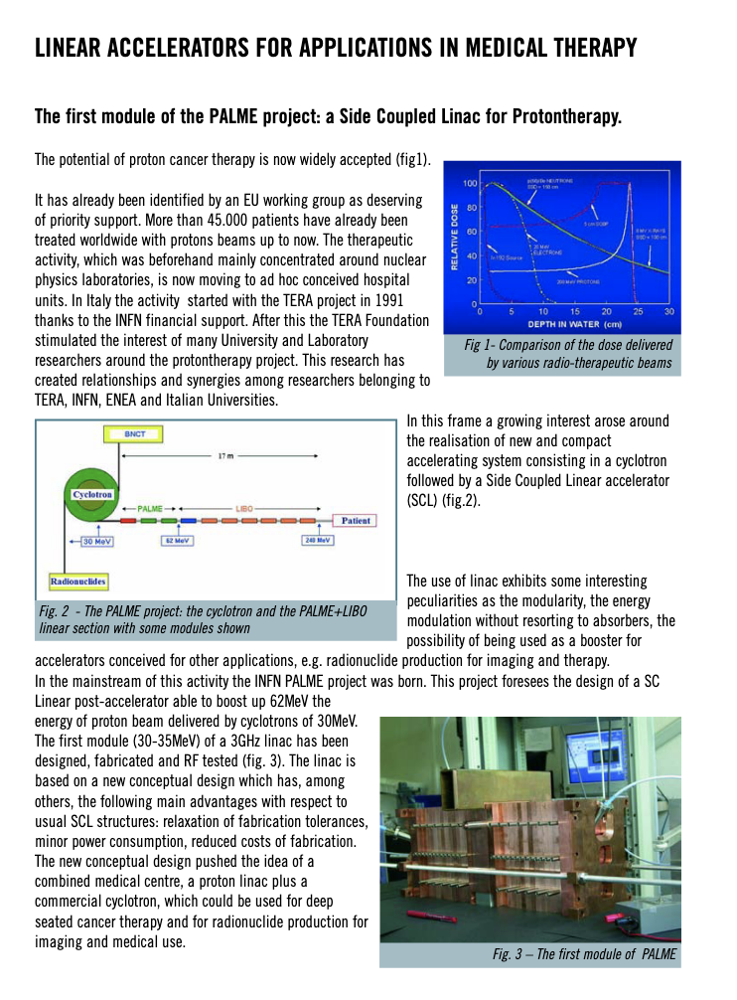 LINEAR ACCELERATORS FOR APPLICATIONS IN MEDICAL THERAPY
The first module of the PALME project: a Side Coupled Linac for Protontherapy.
The potential of proton cancer therapy is now widely accepted (fig1).
It has already been identified by an EU working group as deserving
of priority support. More than 45.000 patients have already been
treated worldwide with protons beams up to now. The therapeutic
activity, which was beforehand mainly concentrated around nuclear
physics laboratories, is now moving to ad hoc conceived hospital
units. In Italy the activity started with the TERA project in 1991
thanks to the INFN financial support. After this the TERA Foundation
stimulated the interest of many University and Laboratory
researchers around the protontherapy project. This research has
created relationships and synergies among researchers belonging to
TERA, INFN, ENEA and Italian Universities.
RELATIVE DOSE
100
80
60
40
20
0
0 5 10 15 20 25 30
DEPTH IN WATER (cm)
NEUTRONS
SSD =
5 cm SOBP
MeV
ELECTRONS
Ir-192 Source
200 MeV PROTONS
8 MV X-RAYS
Fig 1- Comparison of the dose delivered
by various radio-therapeutic beams
BNCT
17 m
Cyclotron
PALME
LIBO
Patient
30 MeV
62 MeV
240 MeV
Radionuclides
Fig. 2 - The PALME project: the cyclotron and the PALME+LIBO
linear section with some modules shown
In this frame a growing interest arose around
the realisation of new and compact
accelerating system consisting in a cyclotron
followed by a Side Coupled Linear accelerator
(SCL) (fig.2).
The use of linac exhibits some interesting
peculiarities as the modularity, the energy
modulation without resorting to absorbers, the
possibility of being used as a booster for
accelerators conceived for other applications, e.g. radionuclide production for imaging and therapy.
In the mainstream of this activity the INFN PALME project was born. This project foresees the design of a SC
Linear post-accelerator able to boost up 62MeV the
energy of proton beam delivered by cyclotrons of 30MeV.
The first module (30-35MeV) of a 3GHz linac has been
designed, fabricated and RF tested (fig. 3). The linac is
based on a new conceptual design which has, among
others, the following main advantages with respect to
usual SCL structures: relaxation of fabrication tolerances,
minor power consumption, reduced costs of fabrication.
The new conceptual design pushed the idea of a
combined medical centre, a proton linac plus a
commercial cyclotron, which could be used for deep
seated cancer therapy and for radionuclide production for
imaging and medical use.
Fig. 3 – The first module of PALME